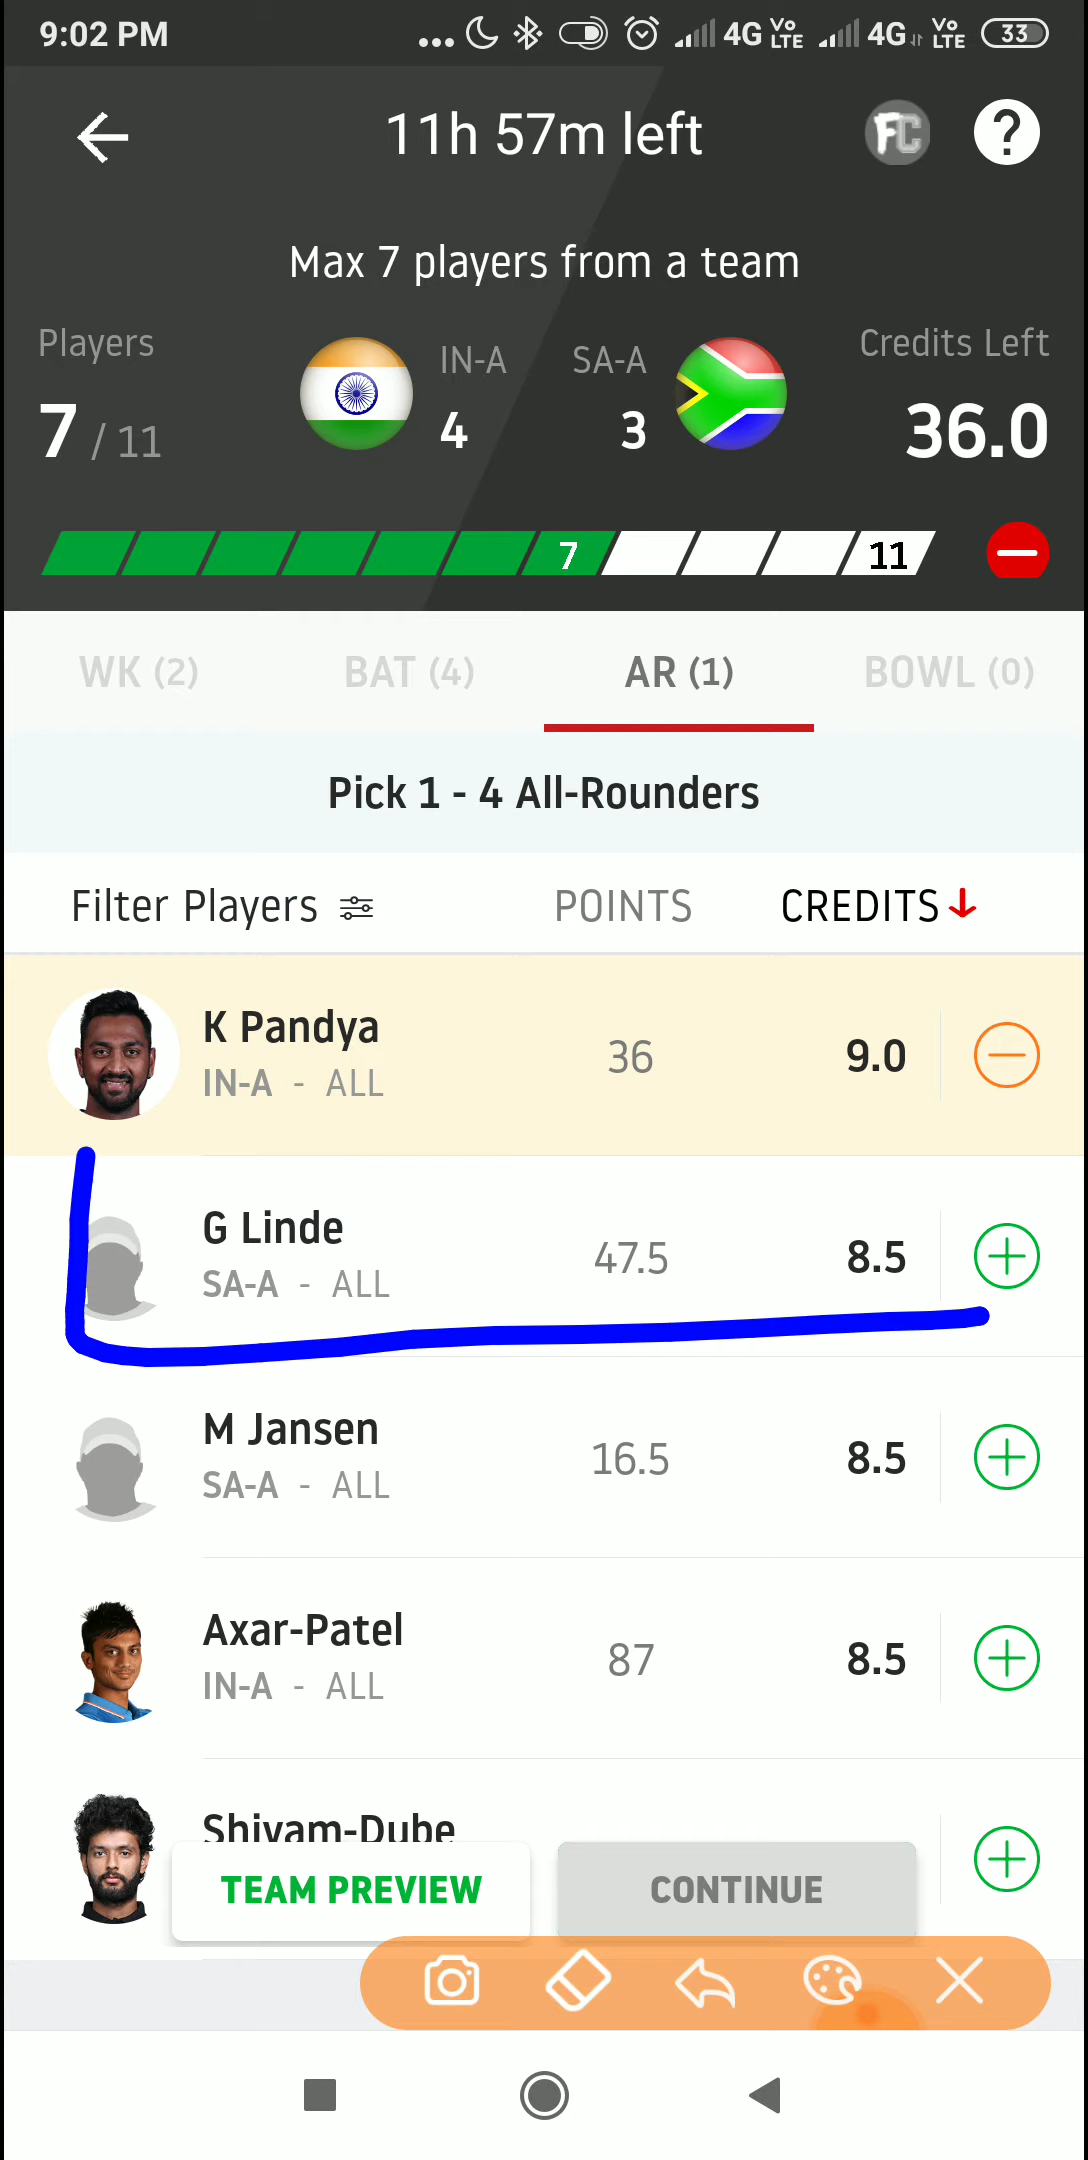 9:02 PM ... 4G Vo LTE 4G Vo LTE 33
11h 57m left FC ?
Max 7 players from a team
Players IN-A SA-A Credits Left
7 / 11 4 3 36.0
7 11
WK (2) BAT (4) AR (1) BOWL (0)
Pick 1 - 4 All-Rounders
Filter Players POINTS CREDITS
K Pandya
IN-A - ALL 36 9.0
G Linde
SA-A - ALL 47.5 8.5
M Jansen
SA-A - ALL 16.5 8.5
Axar-Patel
IN-A - ALL 87 8.5
Shivam-Dube
TEAM PREVIEW CONTINUE